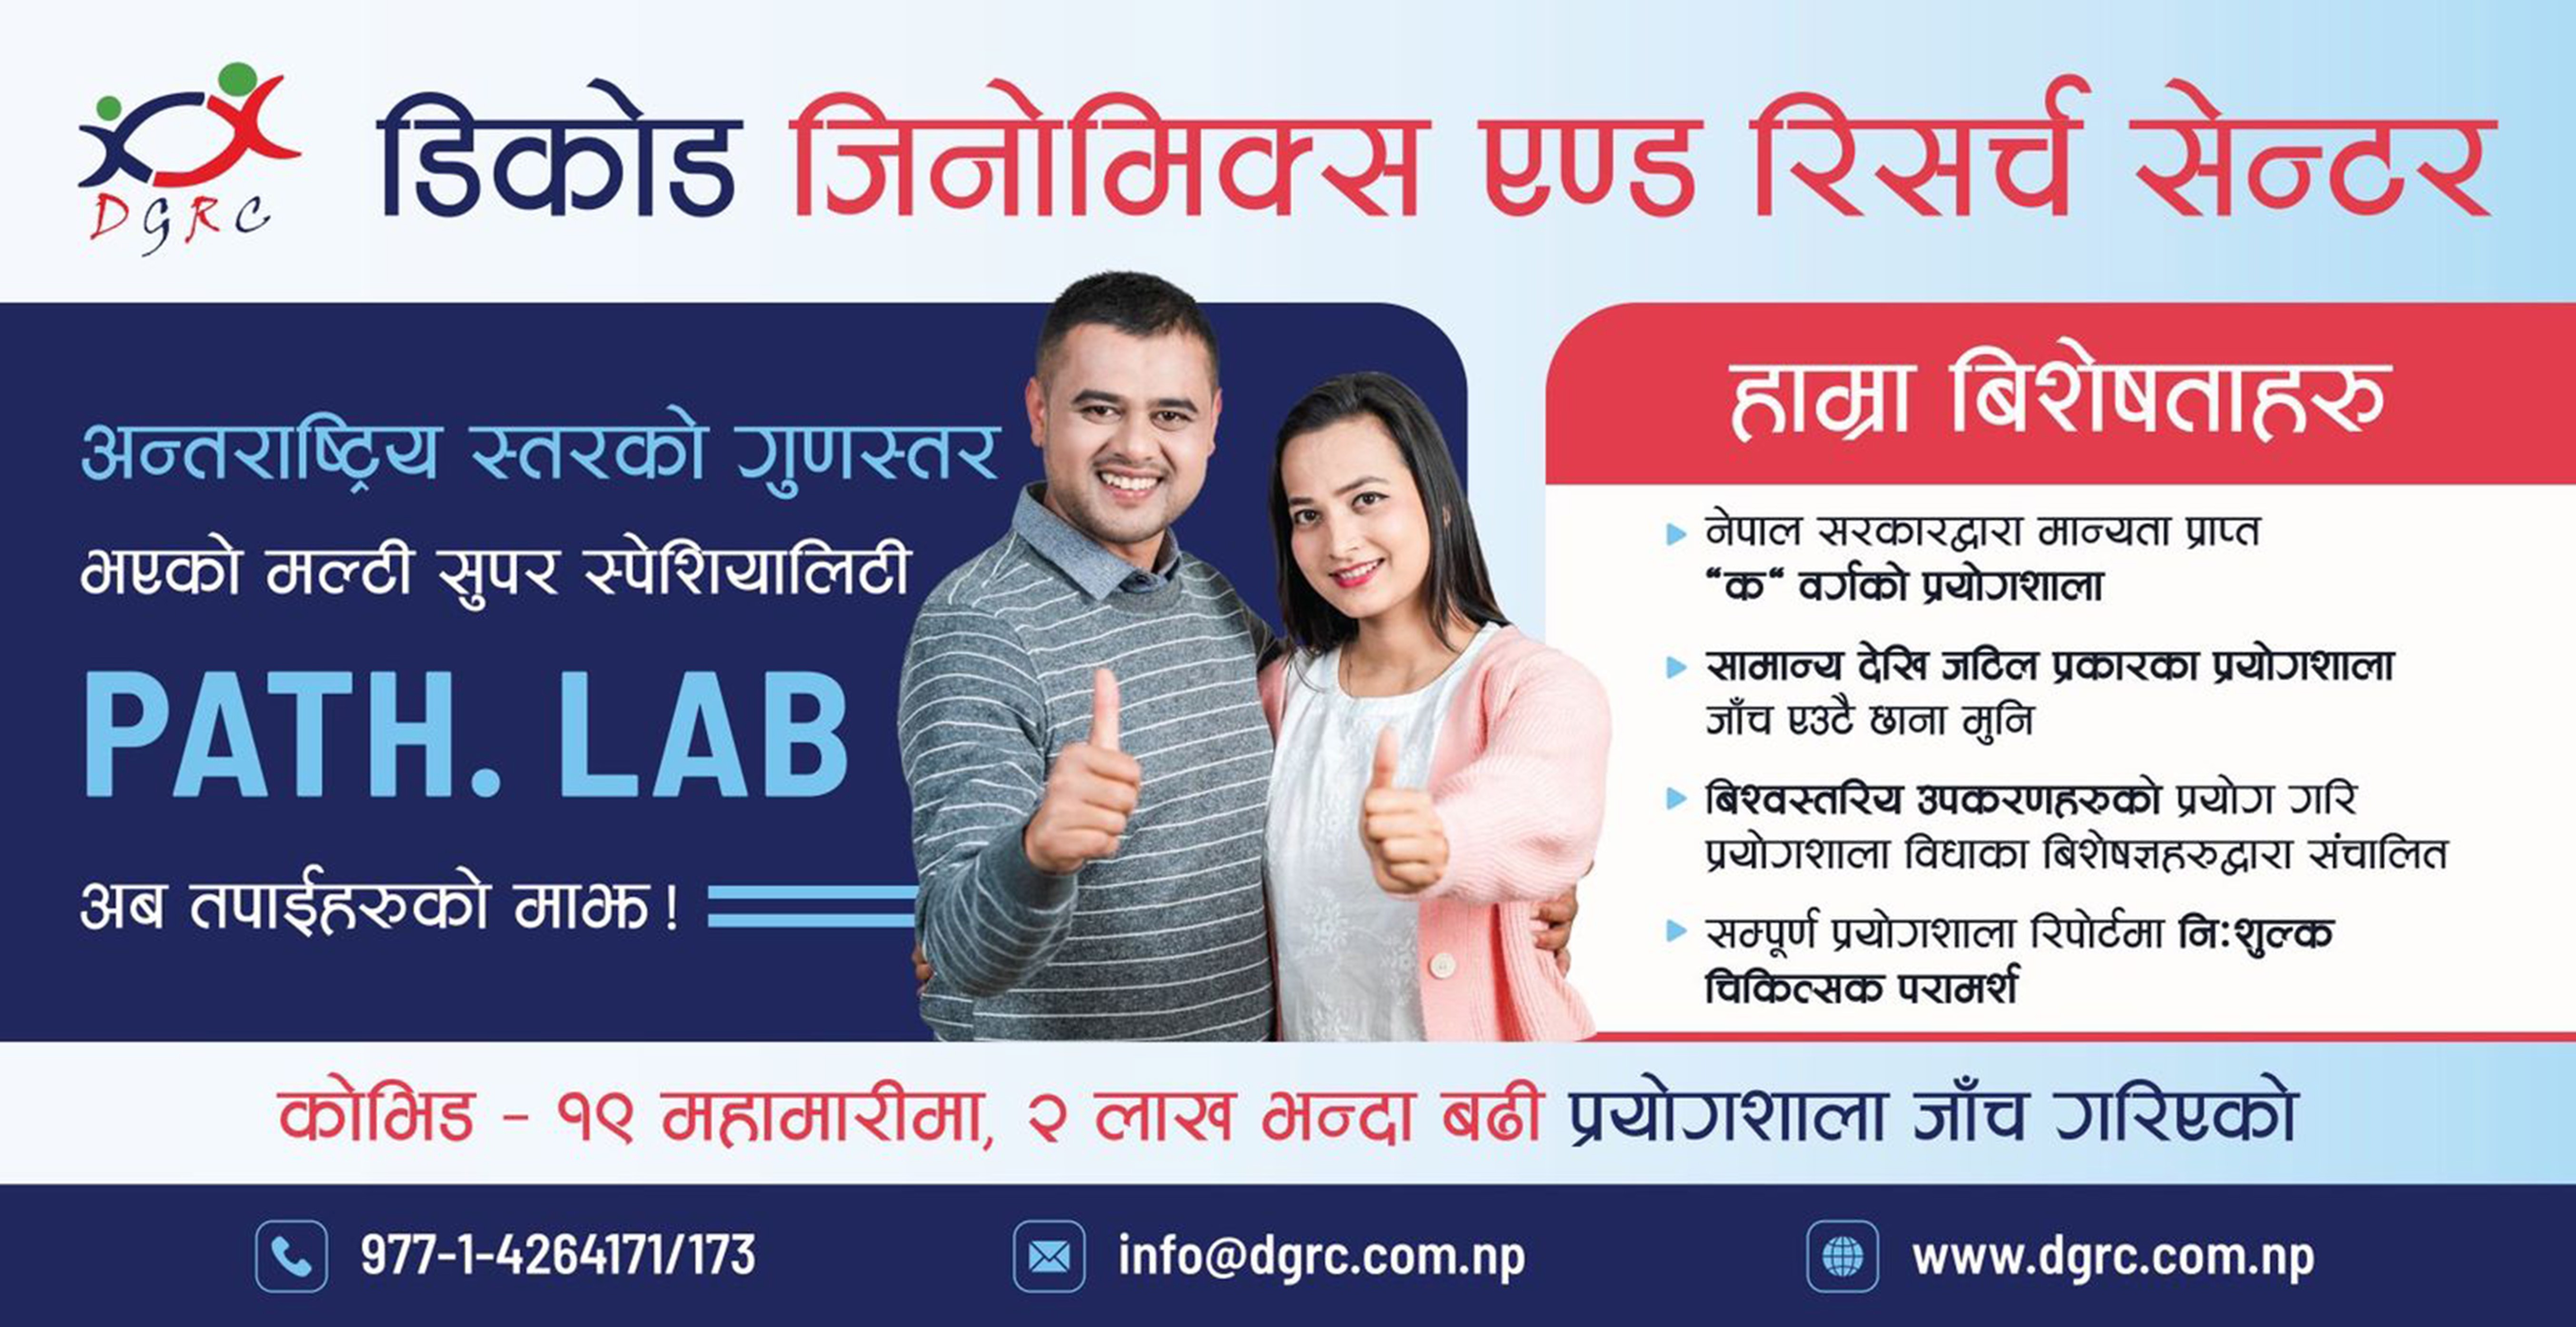 DGRC
डिकोड जिनोमिक्स एण्ड रिसर्च सेन्टर
अन्तराष्ट्रिय स्तरको गुणस्तर
भएको मल्टी सुपर स्पेशियालिटी
PATH. LAB
अब तपाईहरुको माझ !
हाम्रा बिशेषताहरु
नेपाल सरकारद्वारा मान्यता प्राप्त
“क“ वर्गको प्रयोगशाला
सामान्य देखि जटिल प्रकारका प्रयोगशाला
जाँच एउटै छाना मुनि
बिश्वस्तरिय उपकरणहरुको प्रयोग गरि
प्रयोगशाला विधाका बिशेषज्ञहरुद्वारा संचालित
सम्पूर्ण प्रयोगशाला रिपोर्टमा नि:शुल्क
चिकित्सक परामर्श
कोभिड - १९ महामारीमा, २ लाख भन्दा बढी प्रयोगशाला जाँच गरिएको
977-1-4264171/173
info@dgrc.com.np
www.dgrc.com.np